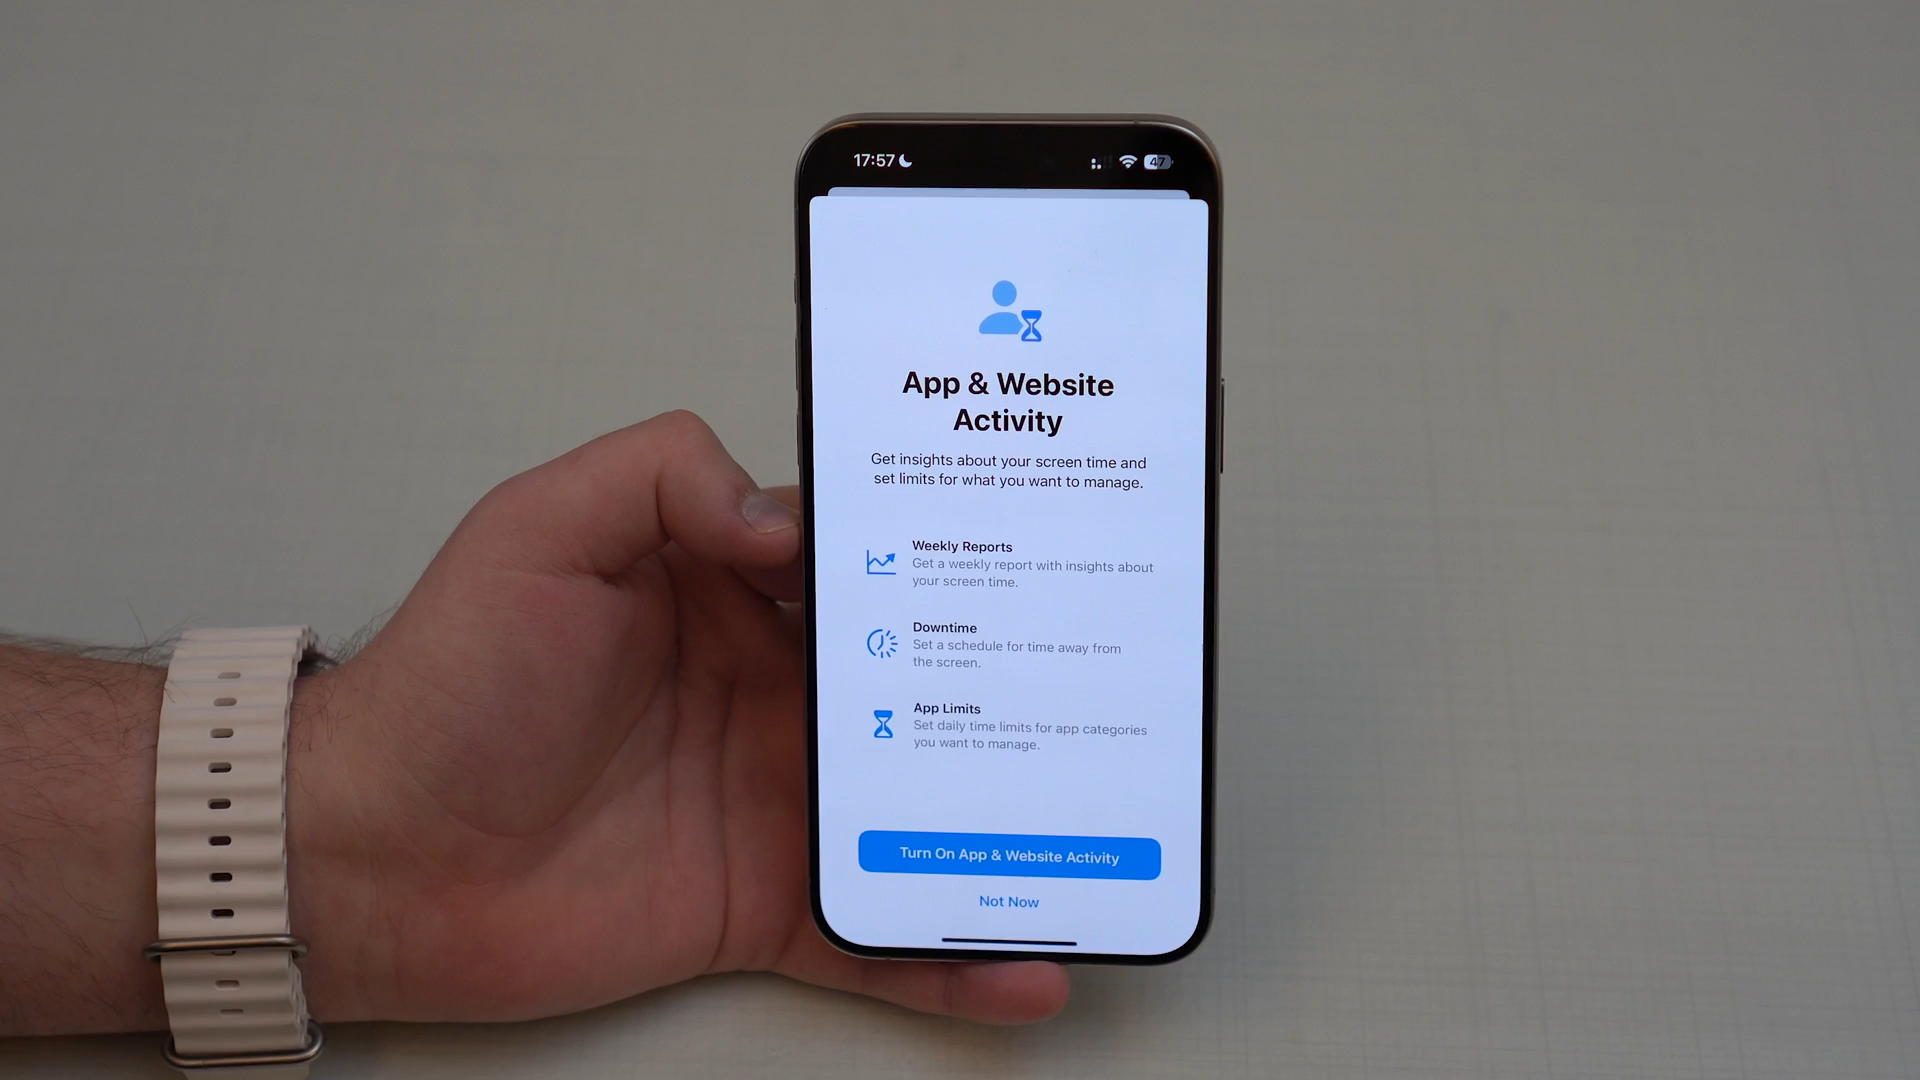 17:57
47
App & Website
Activity
Get insights about your screen time and
set limits for what you want to manage.
Weekly Reports
Get a weekly report with insights about
your screen time.
Downtime
Set a schedule for time away from
the screen.
App Limits
Set daily time limits for app categories
you want to manage.
Turn On App & Website Activity
Not Now